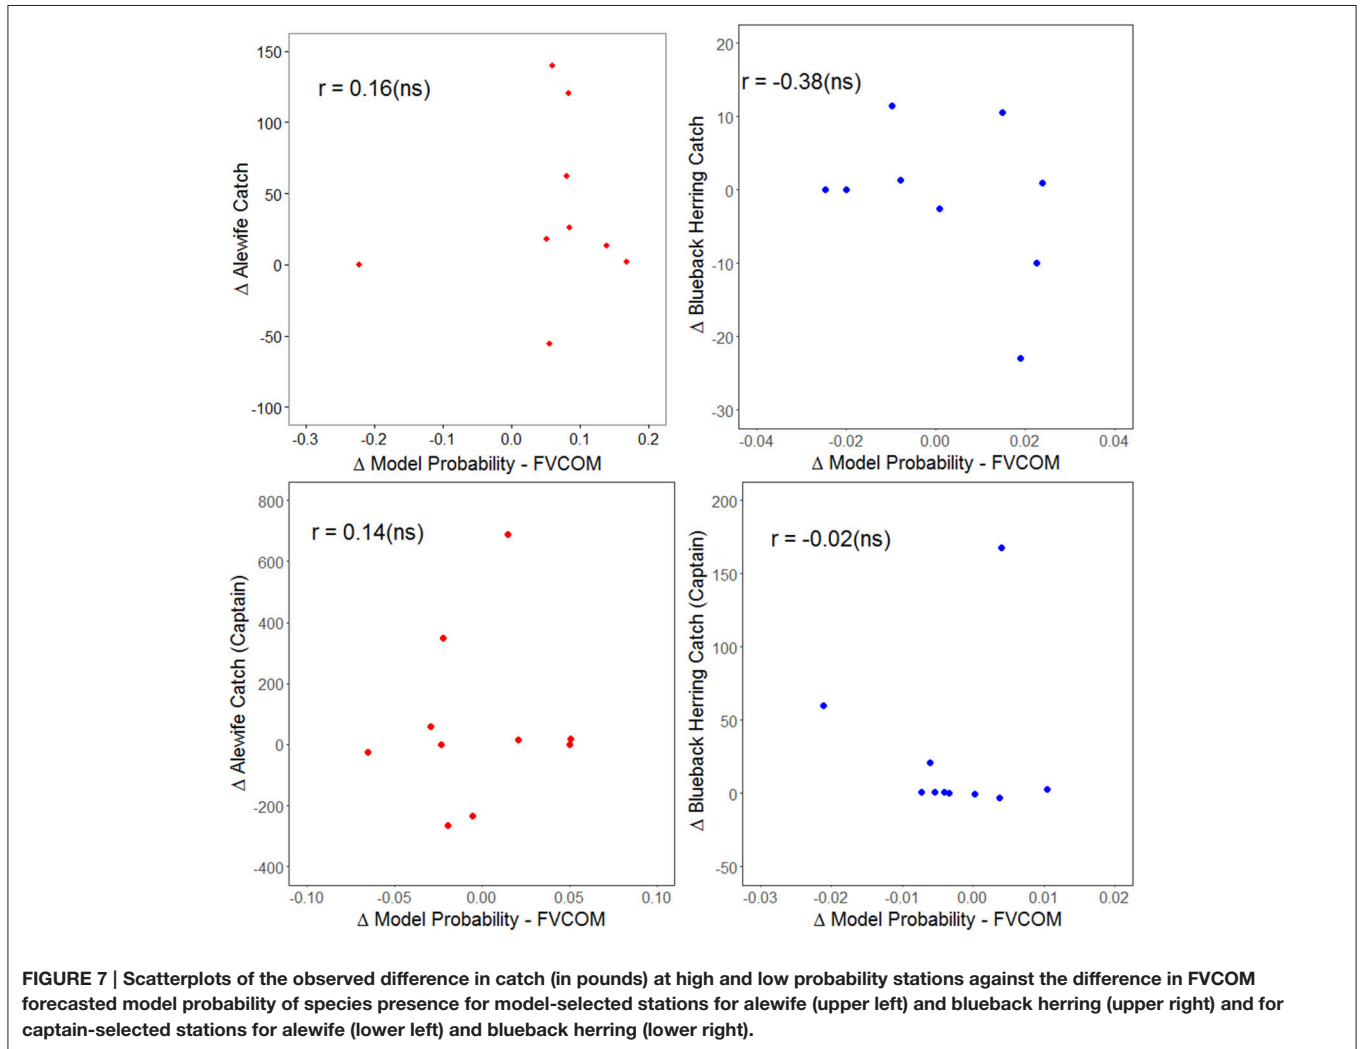 150
100
50
0
-50
-100
r = 0.16(ns)
Δ Alewife Catch
-0.3 -0.2 -0.1 0.0 0.1 0.2
Δ Model Probability - FVCOM
20
10
0
-10
-20
-30
r = -0.38(ns)
Δ Blueback Herring Catch
-0.04 -0.02 0.00 0.02 0.04
Δ Model Probability - FVCOM
800
600
400
200
0
-200
-400
r = 0.14(ns)
Δ Alewife Catch (Captain)
-0.10 -0.05 0.00 0.05 0.10
Δ Model Probability - FVCOM
200
150
100
50
0
-50
r = -0.02(ns)
Δ Blueback Herring Catch (Captain)
-0.03 -0.02 -0.01 0.00 0.01 0.02
Δ Model Probability - FVCOM
FIGURE 7 | Scatterplots of the observed difference in catch (in pounds) at high and low probability stations against the difference in FVCOM
forecasted model probability of species presence for model-selected stations for alewife (upper left) and blueback herring (upper right) and for
captain-selected stations for alewife (lower left) and blueback herring (lower right).